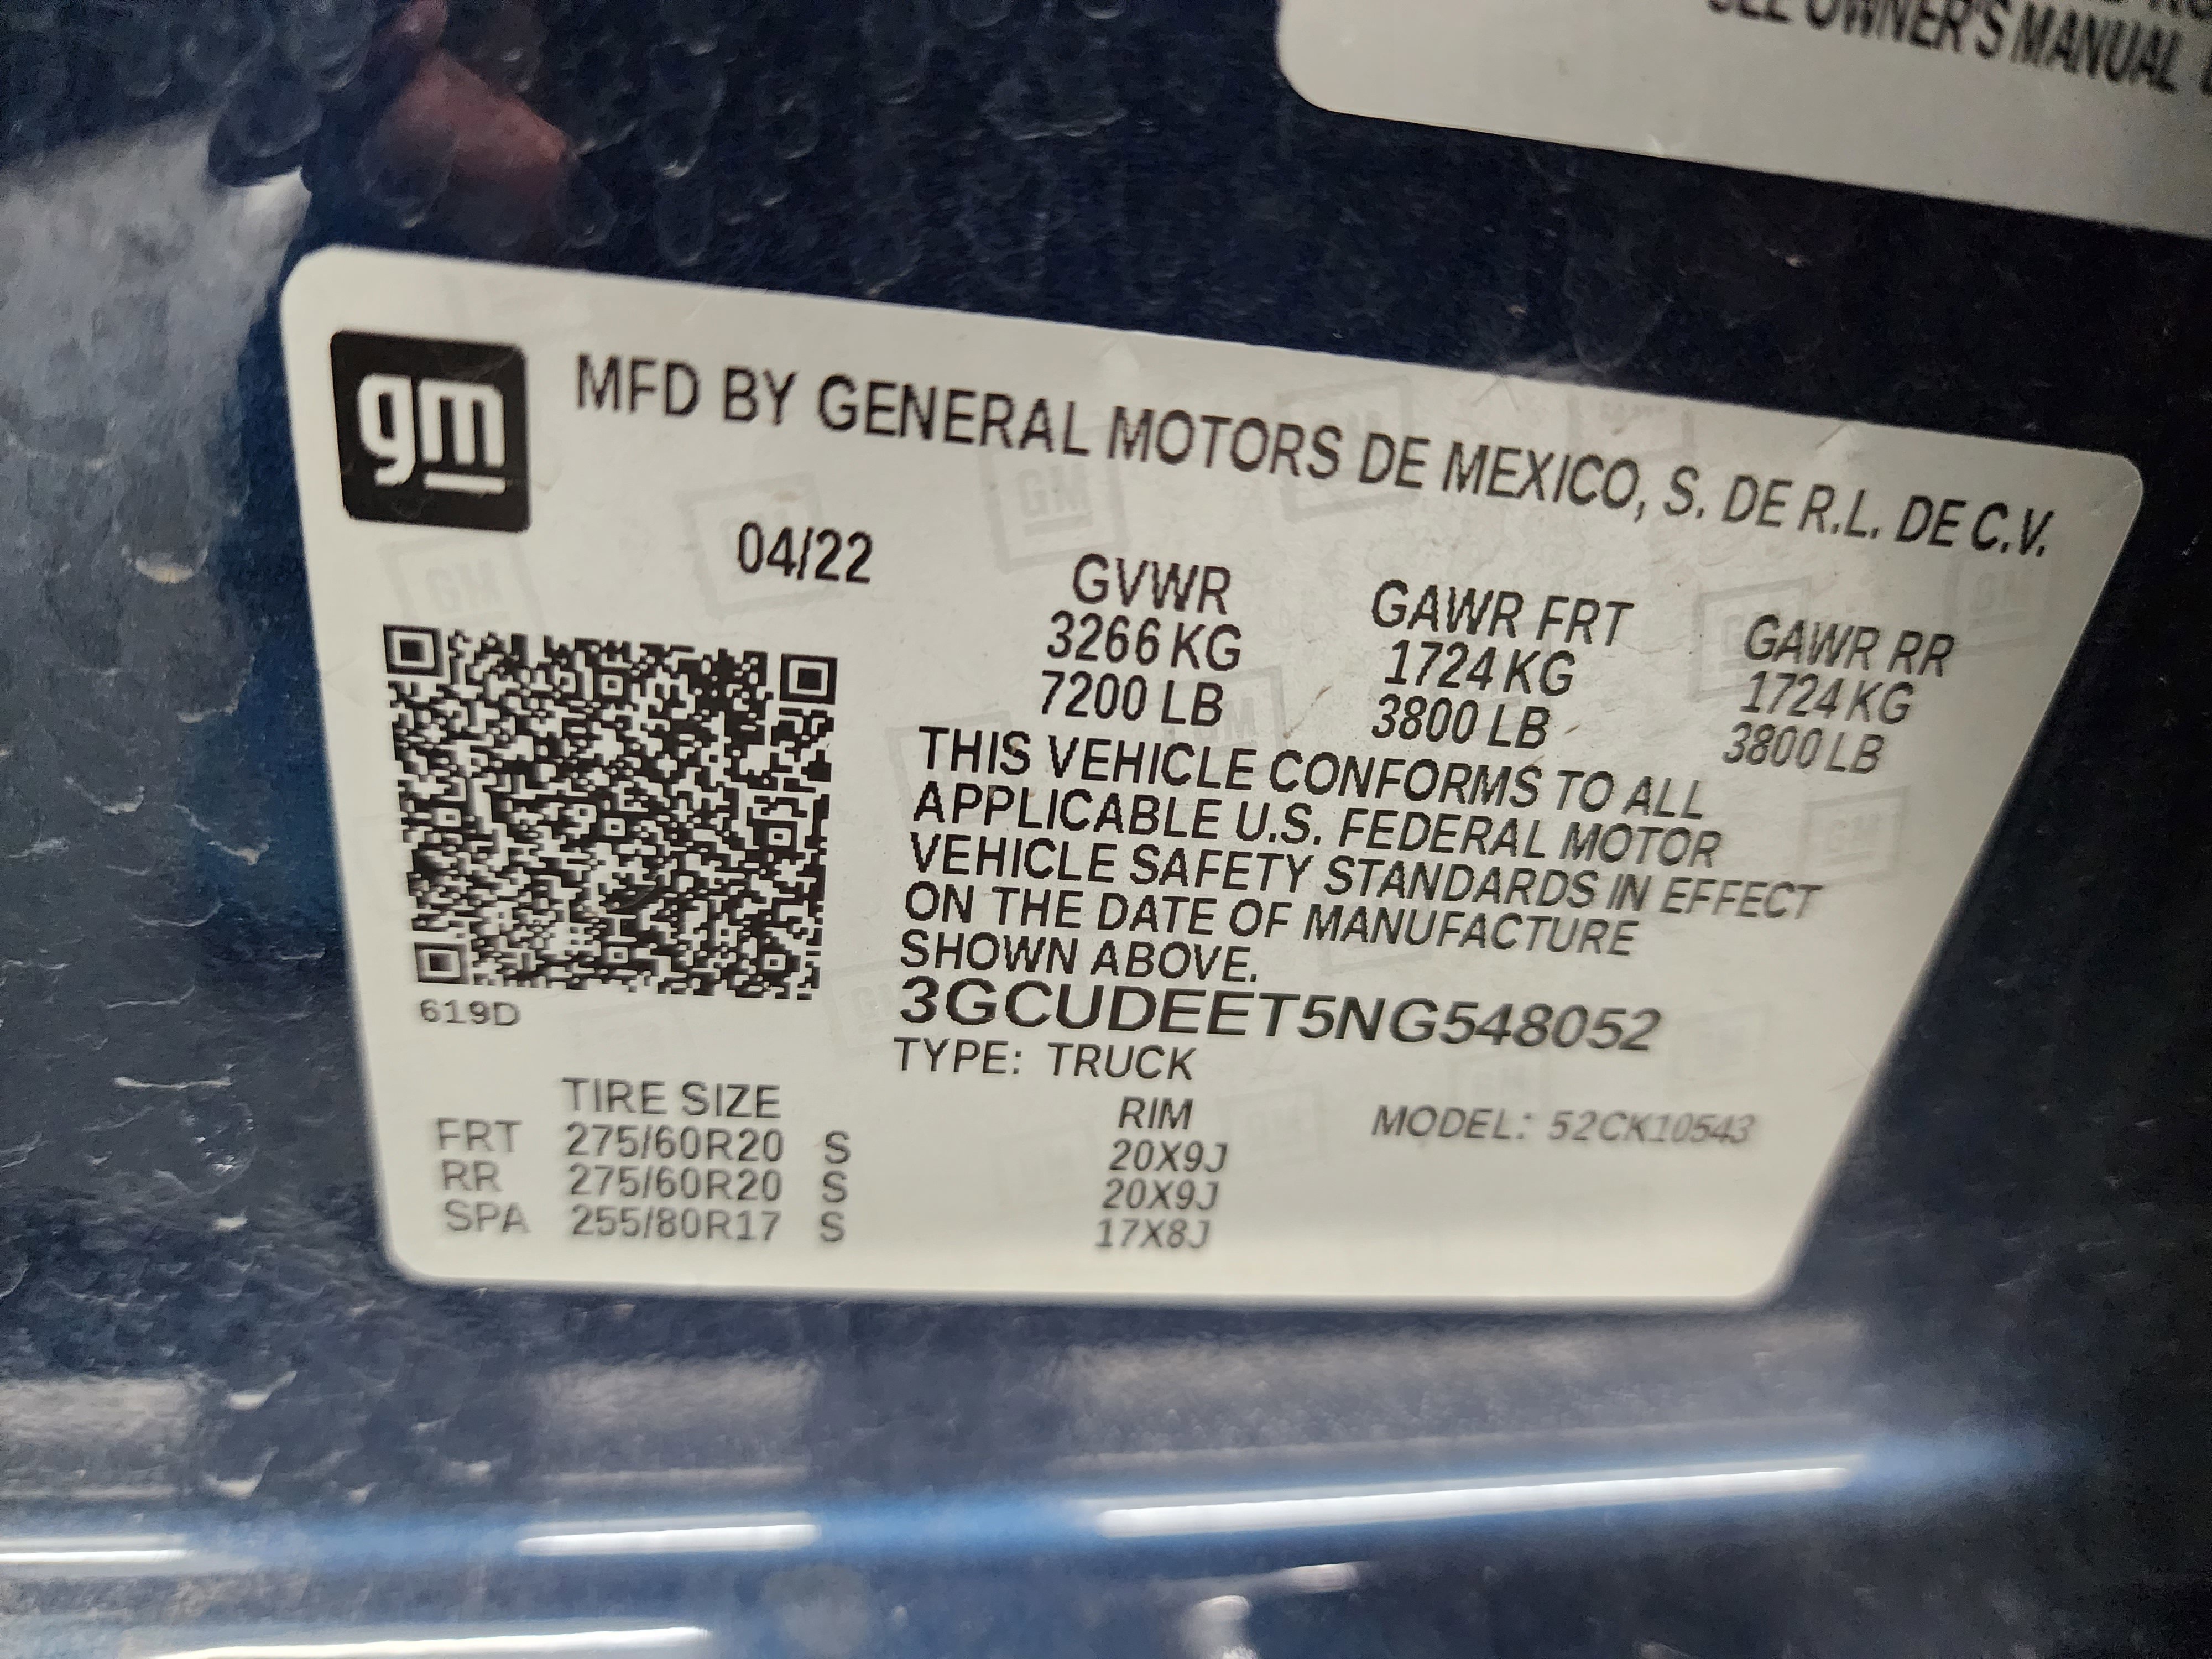 SEE OWNER'S MANUAL
gm
MFD BY GENERAL MOTORS DE MEXICO, S. DE R.L. DE C.V.
04/22 GVWR GAWR FRT GAWR RR
3266 KG 1724 KG 1724 KG
7200 LB 3800 LB 3800 LB
THIS VEHICLE CONFORMS TO ALL
APPLICABLE U.S. FEDERAL MOTOR
VEHICLE SAFETY STANDARDS IN EFFECT
ON THE DATE OF MANUFACTURE
SHOWN ABOVE.
3GCUDEET5NG548052
619D
TYPE: TRUCK
TIRE SIZE RIM MODEL: 52CK10543
FRT 275/60R20 S 20X9J
RR 275/60R20 S 20X9J
SPA 255/80R17 S 17X8J